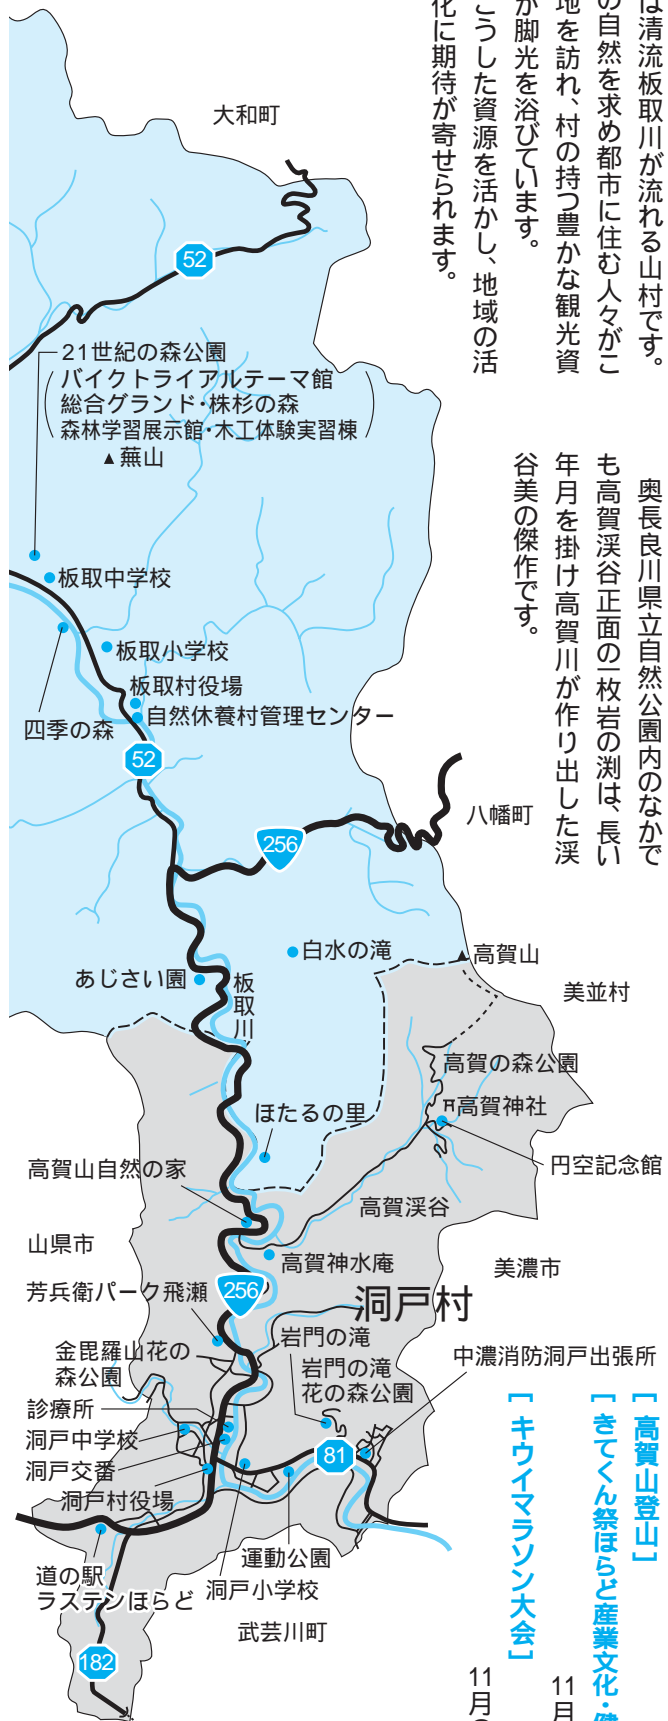 は清流板取川が流れる山村です。
の自然を求め都市に住む人々がこ
地を訪れ、村の持つ豊かな観光資
が脚光を浴びています。
こうした資源を活かし、地域の活
化に期待が寄せられます。
奥長良川県立自然公園内のなかで
も高賀渓谷正面の一枚岩の渕は、長い
年月を掛け高賀川が作り出した渓
谷美の傑作です。
大和町
52
21世紀の森公園
(バイクトライアルテーマ館
総合グランド・株杉の森
森林学習展示館・木工体験実習棟)
▲蕪山
板取中学校
板取小学校
板取村役場
自然休養村管理センター
四季の森
52
八幡町
256
白水の滝
▲高賀山
あじさい園
板取川
美並村
高賀の森公園
高賀神社
ほたるの里
円空記念館
高賀山自然の家
高賀渓谷
山県市
高賀神水庵
美濃市
芳兵衛パーク飛瀬
256
洞戸村
岩門の滝
金毘羅山花の
森公園
中濃消防洞戸出張所
岩門の滝
花の森公園
診療所
洞戸中学校
洞戸交番
81
洞戸村役場
運動公園
道の駅
ラステンほらど
洞戸小学校
武芸川町
182
[高賀山登山]
[きてくん祭ほらど産業文化・健
11月
[キウイマラソン大会]
11月